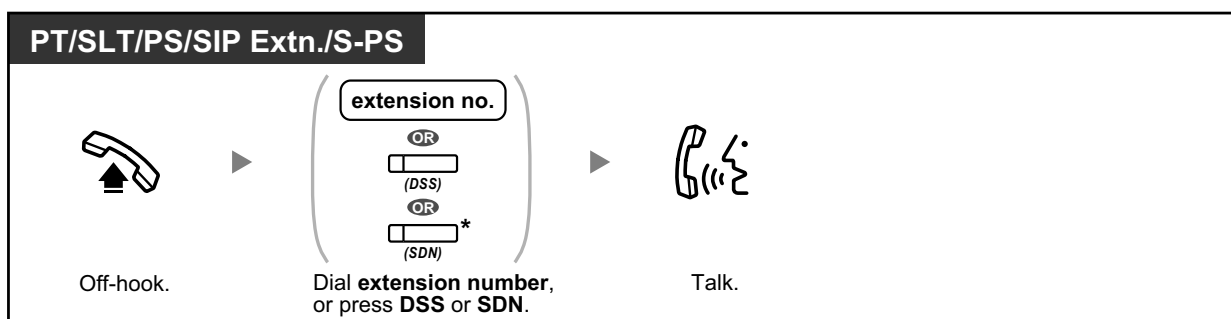 PT/SLT/PS/SIP Extn./S-PS
extension no.
OR
(DSS)
OR
*
(SDN)
Off-hook.
Dial extension number,
or press DSS or SDN.
Talk.